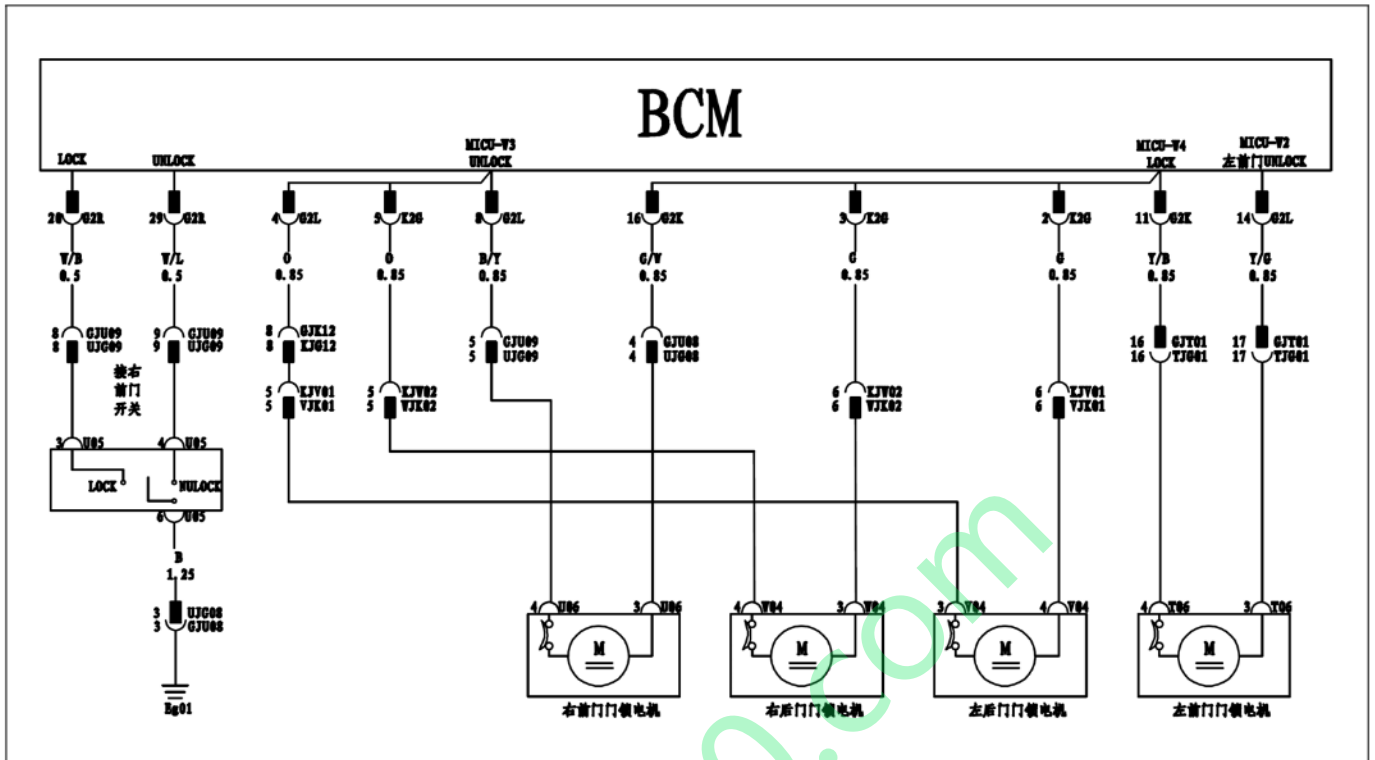 BCM
MICU-W3
MICU-W4
MICU-W2
LOCK
UNLOCK
UNLOCK
LOCK
左前门UNLOCK
28 G2R
29 G2R
4 G2L
5 K2G
8 G2L
16 G2K
3 K2G
2 K2G
11 G2K
14 G2L
W/B
W/L
O
O
B/Y
G/W
G
G
Y/B
Y/G
0.5
0.5
0.85
0.85
0.85
0.85
0.85
0.85
0.85
0.85
8 GJU09
8 UJG09
9 GJU09
9 UJG09
8 GJK12
8 KJG12
5 GJU09
5 UJG09
4 GJU08
4 UJG08
16 GJT01
16 TJG01
17 GJT01
17 TJG01
接右
前门
开关
5 KJV01
5 VJK01
5 KJW02
5 WJK02
6 KJW02
6 WJK02
6 KJV01
6 VJK01
3 U05
4 U05
LOCK
NULOCK
6 U05
B
1.25
3 UJG08
3 GJU08
Eg01
4 U06
3 U06
4 W04
3 W04
3 V04
4 V04
4 T06
3 T06
M
M
M
M
右前门门锁电机
右后门门锁电机
左后门门锁电机
左前门门锁电机